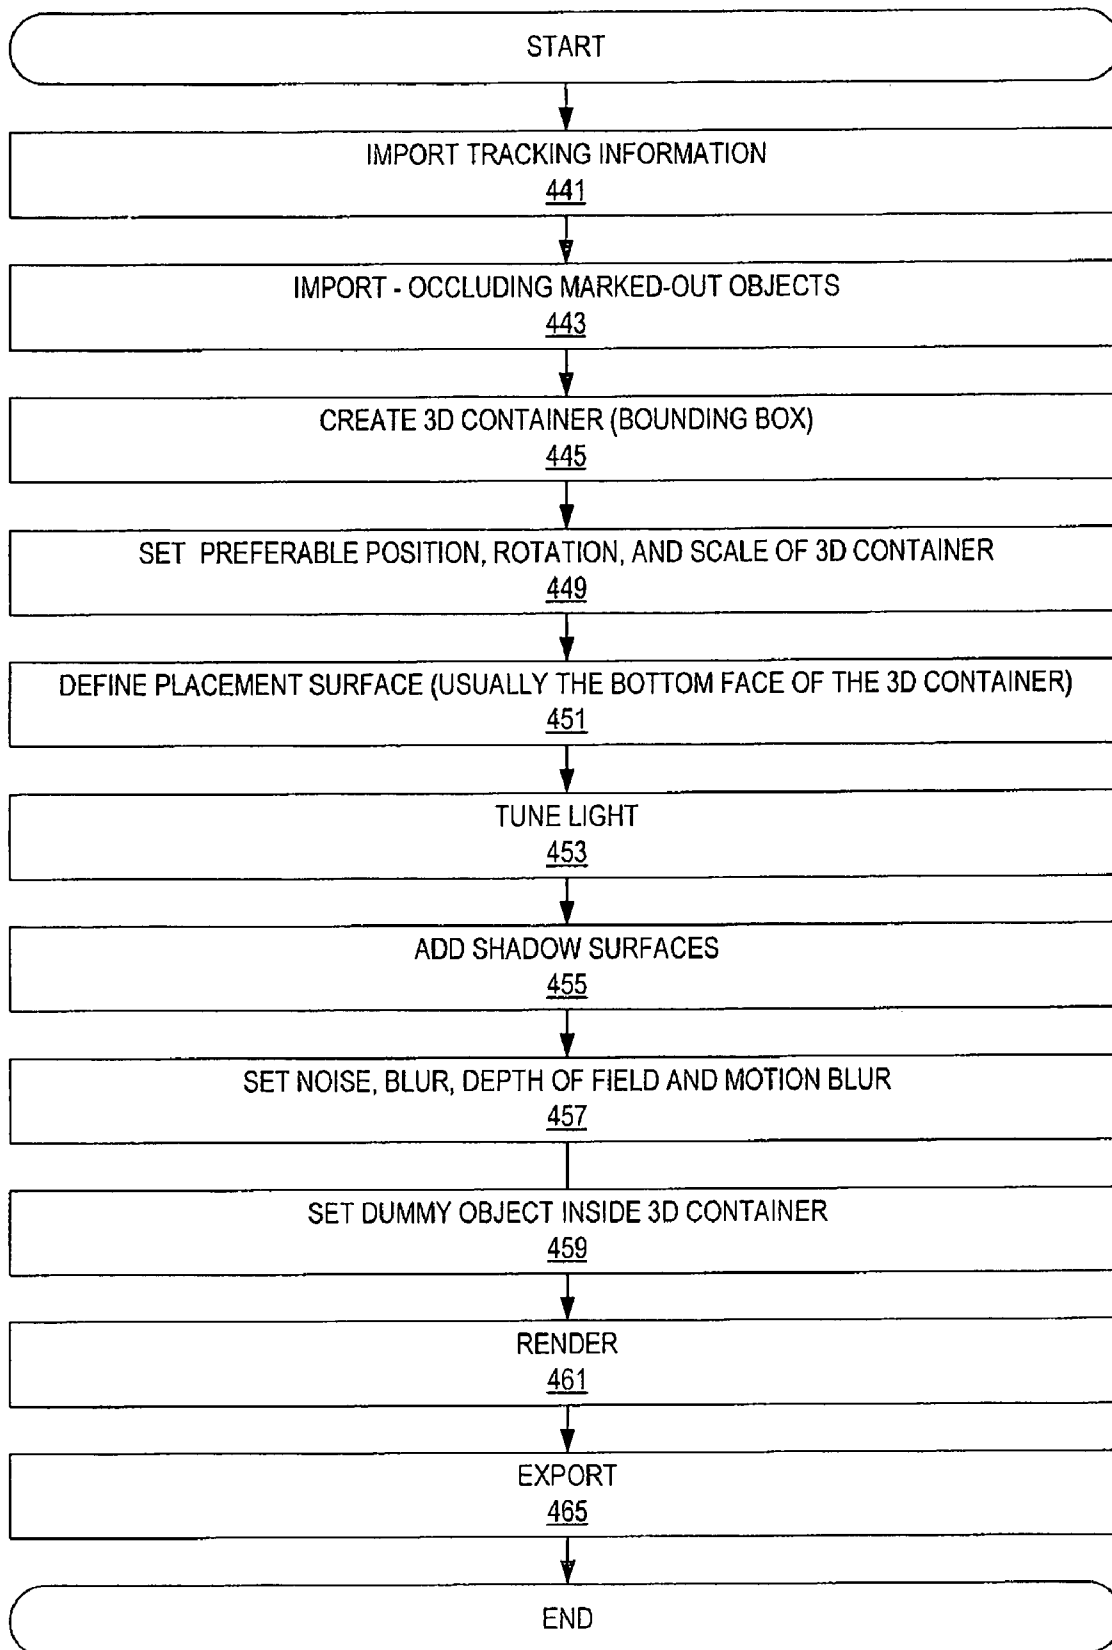 START
IMPORT TRACKING INFORMATION
441
IMPORT - OCCLUDING MARKED-OUT OBJECTS
443
CREATE 3D CONTAINER (BOUNDING BOX)
445
SET PREFERABLE POSITION, ROTATION, AND SCALE OF 3D CONTAINER
449
DEFINE PLACEMENT SURFACE (USUALLY THE BOTTOM FACE OF THE 3D CONTAINER)
451
TUNE LIGHT
453
ADD SHADOW SURFACES
455
SET NOISE, BLUR, DEPTH OF FIELD AND MOTION BLUR
457
SET DUMMY OBJECT INSIDE 3D CONTAINER
459
RENDER
461
EXPORT
465
END